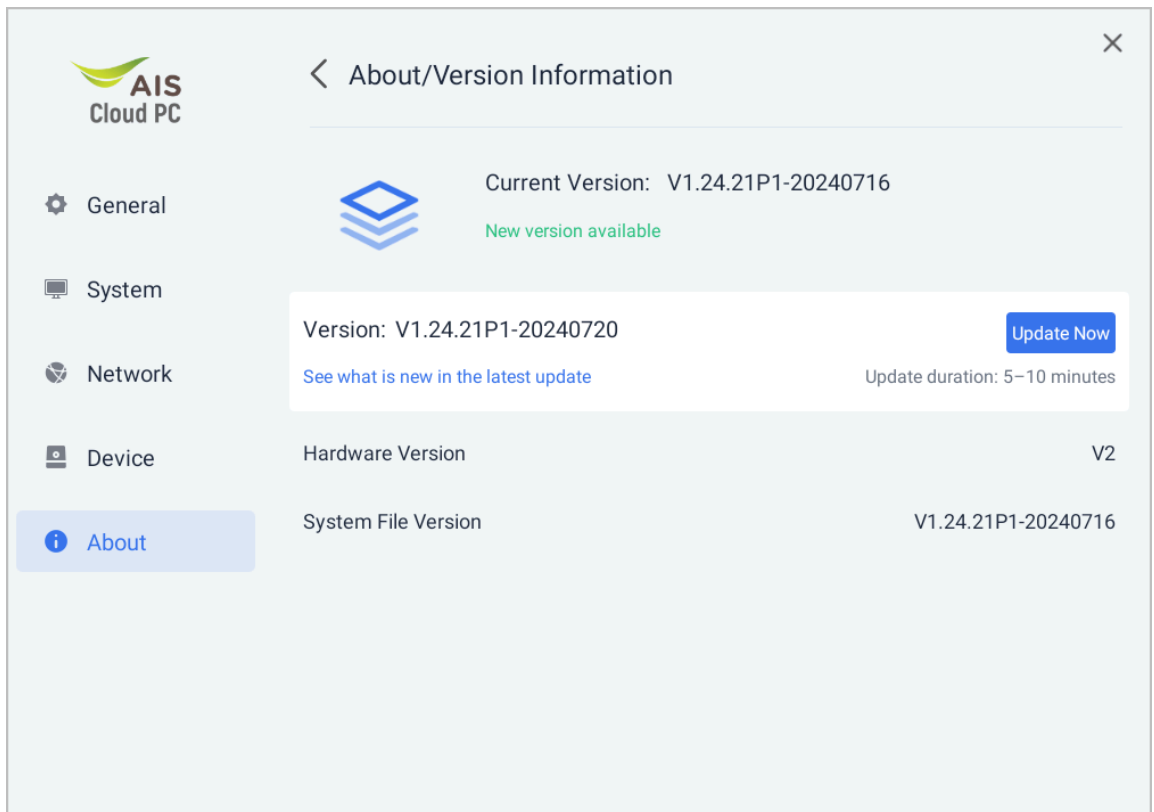 AIS
Cloud PC
General
System
Network
Device
About
About/Version Information
Current Version: V1.24.21P1-20240716
New version available
Version: V1.24.21P1-20240720
Update Now
See what is new in the latest update
Update duration: 5–10 minutes
Hardware Version V2
System File Version V1.24.21P1-20240716